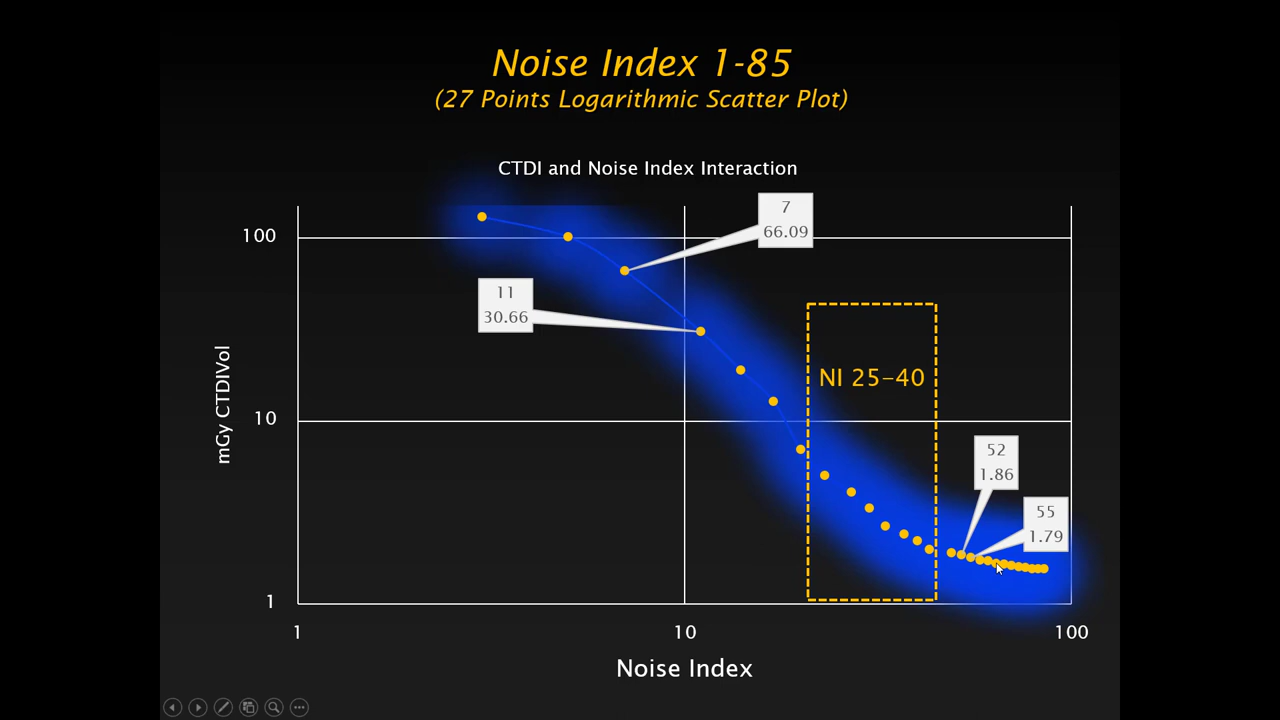 Noise Index 1-85
(27 Points Logarithmic Scatter Plot)
CTDI and Noise Index Interaction
7
66.09
100
11
30.66
NI 25-40
mGy CTDIVol
10
52
1.86
55
1.79
1
1
10
100
Noise Index